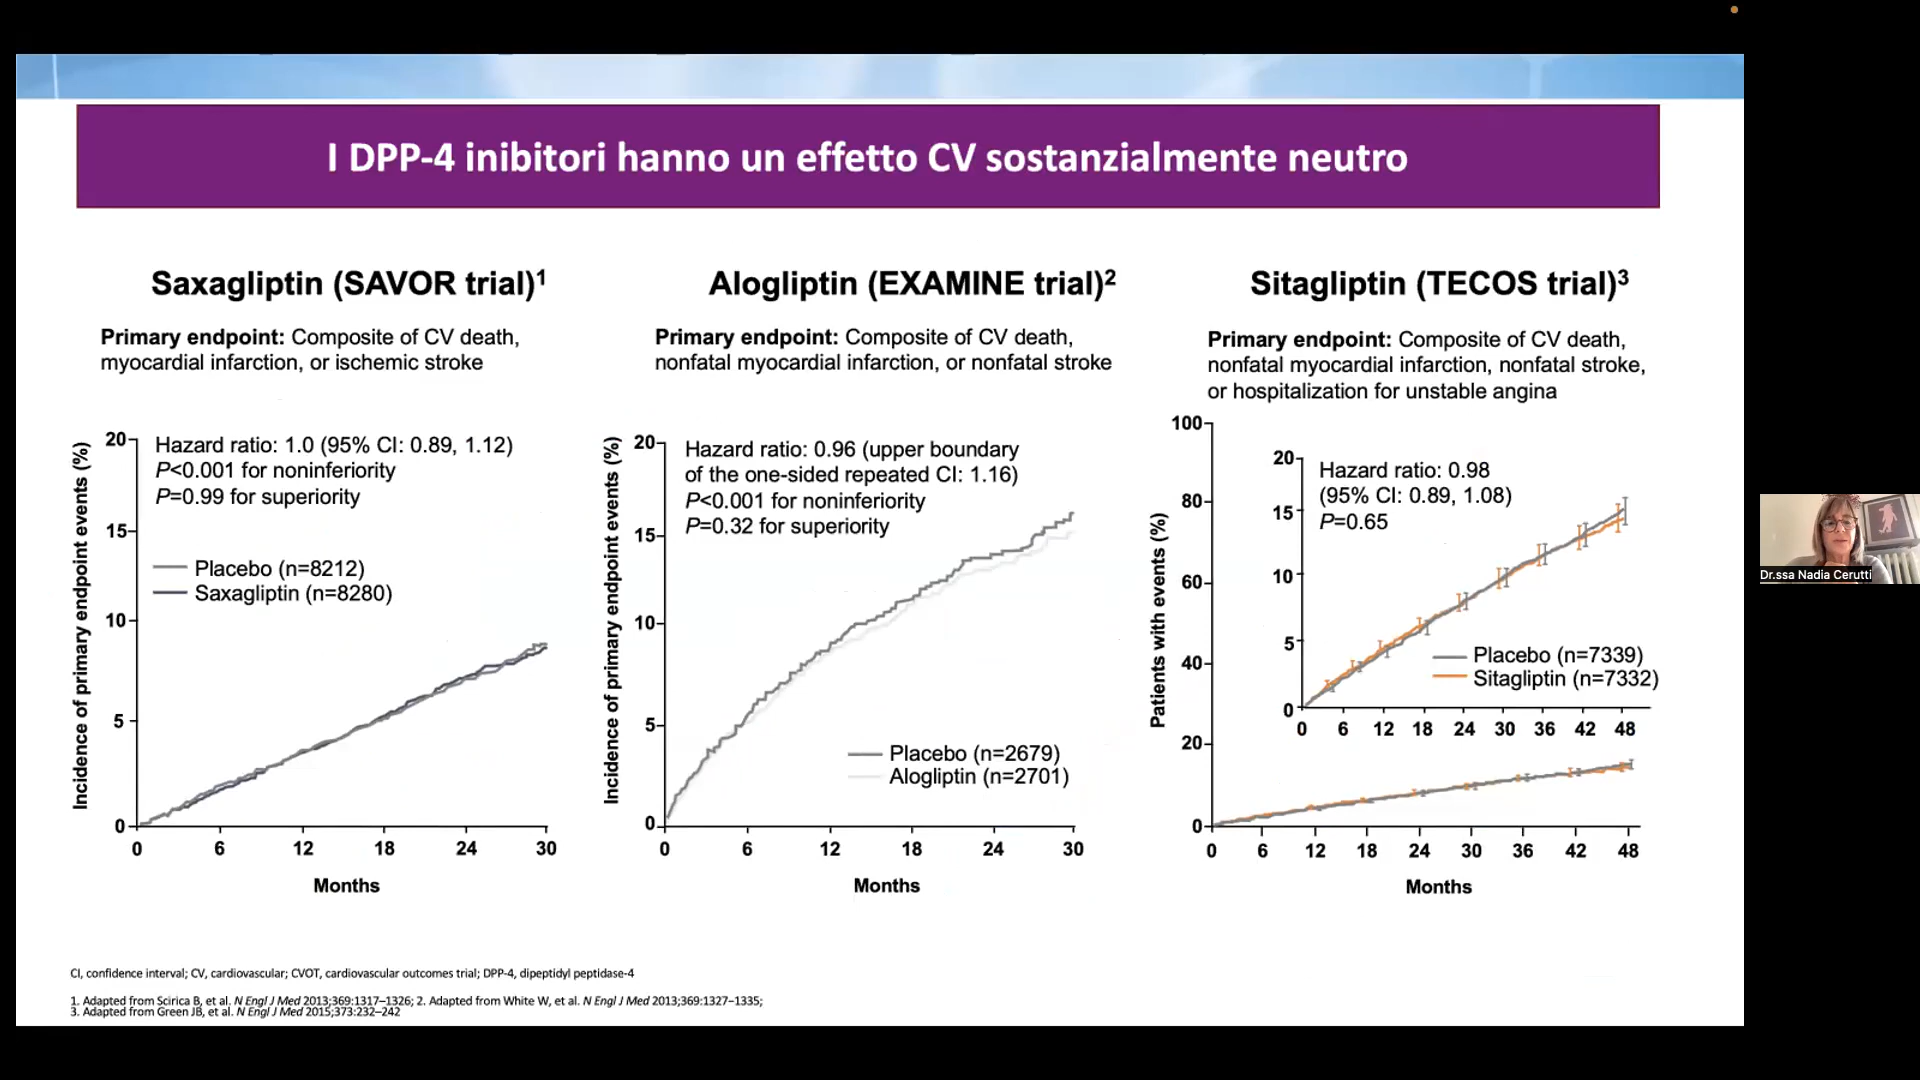 I DPP-4 inibitori hanno un effetto CV sostanzialmente neutro
Saxagliptin (SAVOR trial)1
Primary endpoint: Composite of CV death,
myocardial infarction, or ischemic stroke
Incidence of primary endpoint events (%)
20
15
10
5
0
Hazard ratio: 1.0 (95% CI: 0.89, 1.12)
P<0.001 for noninferiority
P=0.99 for superiority
Placebo (n=8212)
Saxagliptin (n=8280)
0 6 12 18 24 30
Months
Alogliptin (EXAMINE trial)2
Primary endpoint: Composite of CV death,
nonfatal myocardial infarction, or nonfatal stroke
Incidence of primary endpoint events (%)
20
15
10
5
0
Hazard ratio: 0.96 (upper boundary
of the one-sided repeated CI: 1.16)
P<0.001 for noninferiority
P=0.32 for superiority
Placebo (n=2679)
Alogliptin (n=2701)
0 6 12 18 24 30
Months
Sitagliptin (TECOS trial)3
Primary endpoint: Composite of CV death,
nonfatal myocardial infarction, nonfatal stroke,
or hospitalization for unstable angina
Patients with events (%)
100
80
60
40
20
0
20
15
10
5
0
Hazard ratio: 0.98
(95% CI: 0.89, 1.08)
P=0.65
Placebo (n=7339)
Sitagliptin (n=7332)
0 6 12 18 24 30 36 42 48
0 6 12 18 24 30 36 42 48
Months
CI, confidence interval; CV, cardiovascular; CVOT, cardiovascular outcomes trial; DPP-4, dipeptidyl peptidase-4
1. Adapted from Scirica B, et al. N Engl J Med 2013;369:1317–1326; 2. Adapted from White W, et al. N Engl J Med 2013;369:1327–1335;
3. Adapted from Green JB, et al. N Engl J Med 2015;373:232–242
Dr.ssa Nadia Cerutti